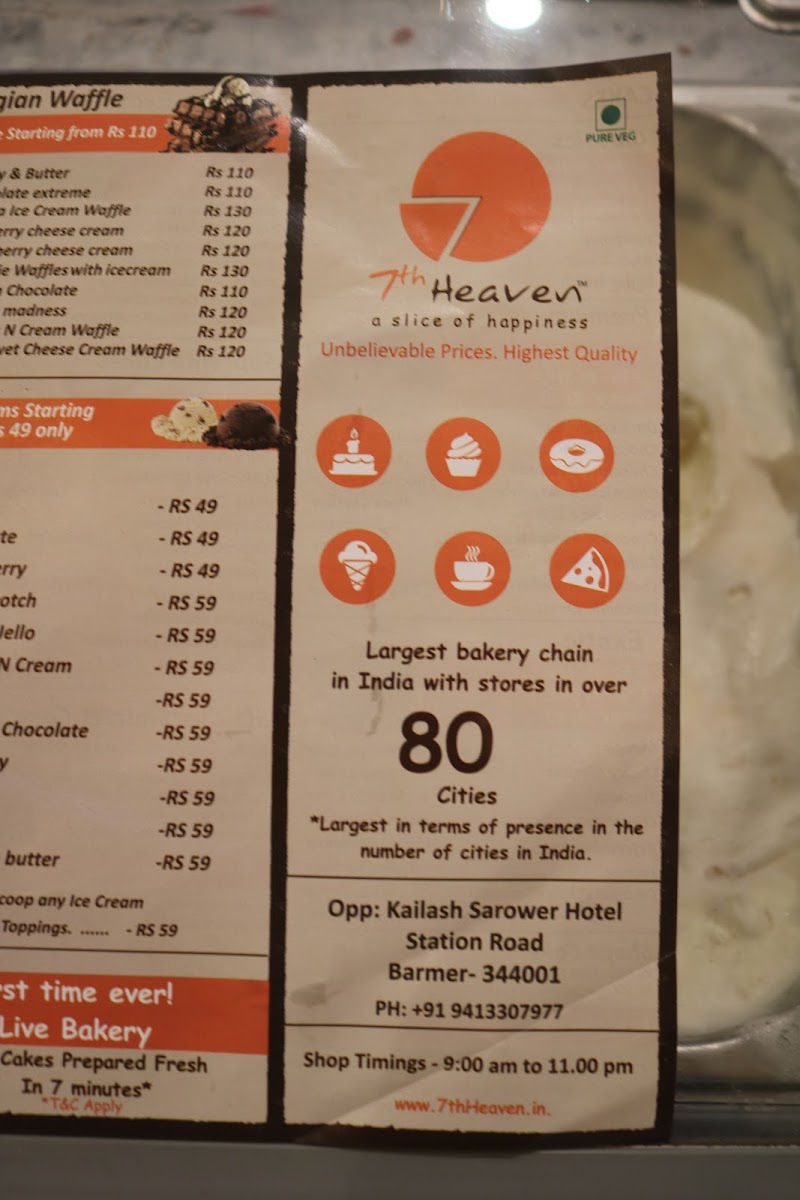 gian Waffle
Starting from Rs 110
y & Butter Rs 110
late extreme Rs 110
a Ice Cream Waffle Rs 130
erry cheese cream Rs 120
berry cheese cream Rs 120
ie Waffles with icecream Rs 130
Chocolate Rs 110
madness Rs 120
N Cream Waffle Rs 120
vet Cheese Cream Waffle Rs 120
ms Starting
s 49 only
- RS 49
te - RS 49
erry - RS 49
otch - RS 59
Nello - RS 59
N Cream - RS 59
-RS 59
Chocolate -RS 59
y -RS 59
-RS 59
-RS 59
butter -RS 59
coop any Ice Cream
Toppings. ...... - RS 59
rst time ever!
Live Bakery
Cakes Prepared Fresh
In 7 minutes*
*T&C Apply
PURE VEG
7
7th Heaven™
a slice of happiness
Unbelievable Prices. Highest Quality
Largest bakery chain
in India with stores in over
80
Cities
*Largest in terms of presence in the
number of cities in India.
Opp: Kailash Sarower Hotel
Station Road
Barmer- 344001
PH: +91 9413307977
Shop Timings - 9:00 am to 11.00 pm
www.7thHeaven.in.